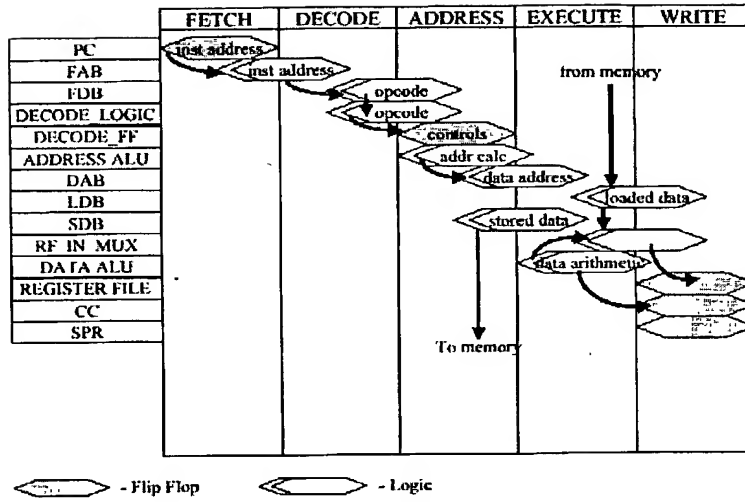 FETCH DECODE ADDRESS EXECUTE WRITE
PC inst address
FAB inst address from memory
FDB opcode
DECODE_LOGIC opcode
DECODE_FF controls
ADDRESS ALU addr calc
DAB data address
LDB loaded data
SDB stored data
RF IN MUX
DATA ALU data arithmetic
REGISTER FILE
CC
SPR
To memory
- Flip Flop - Logic